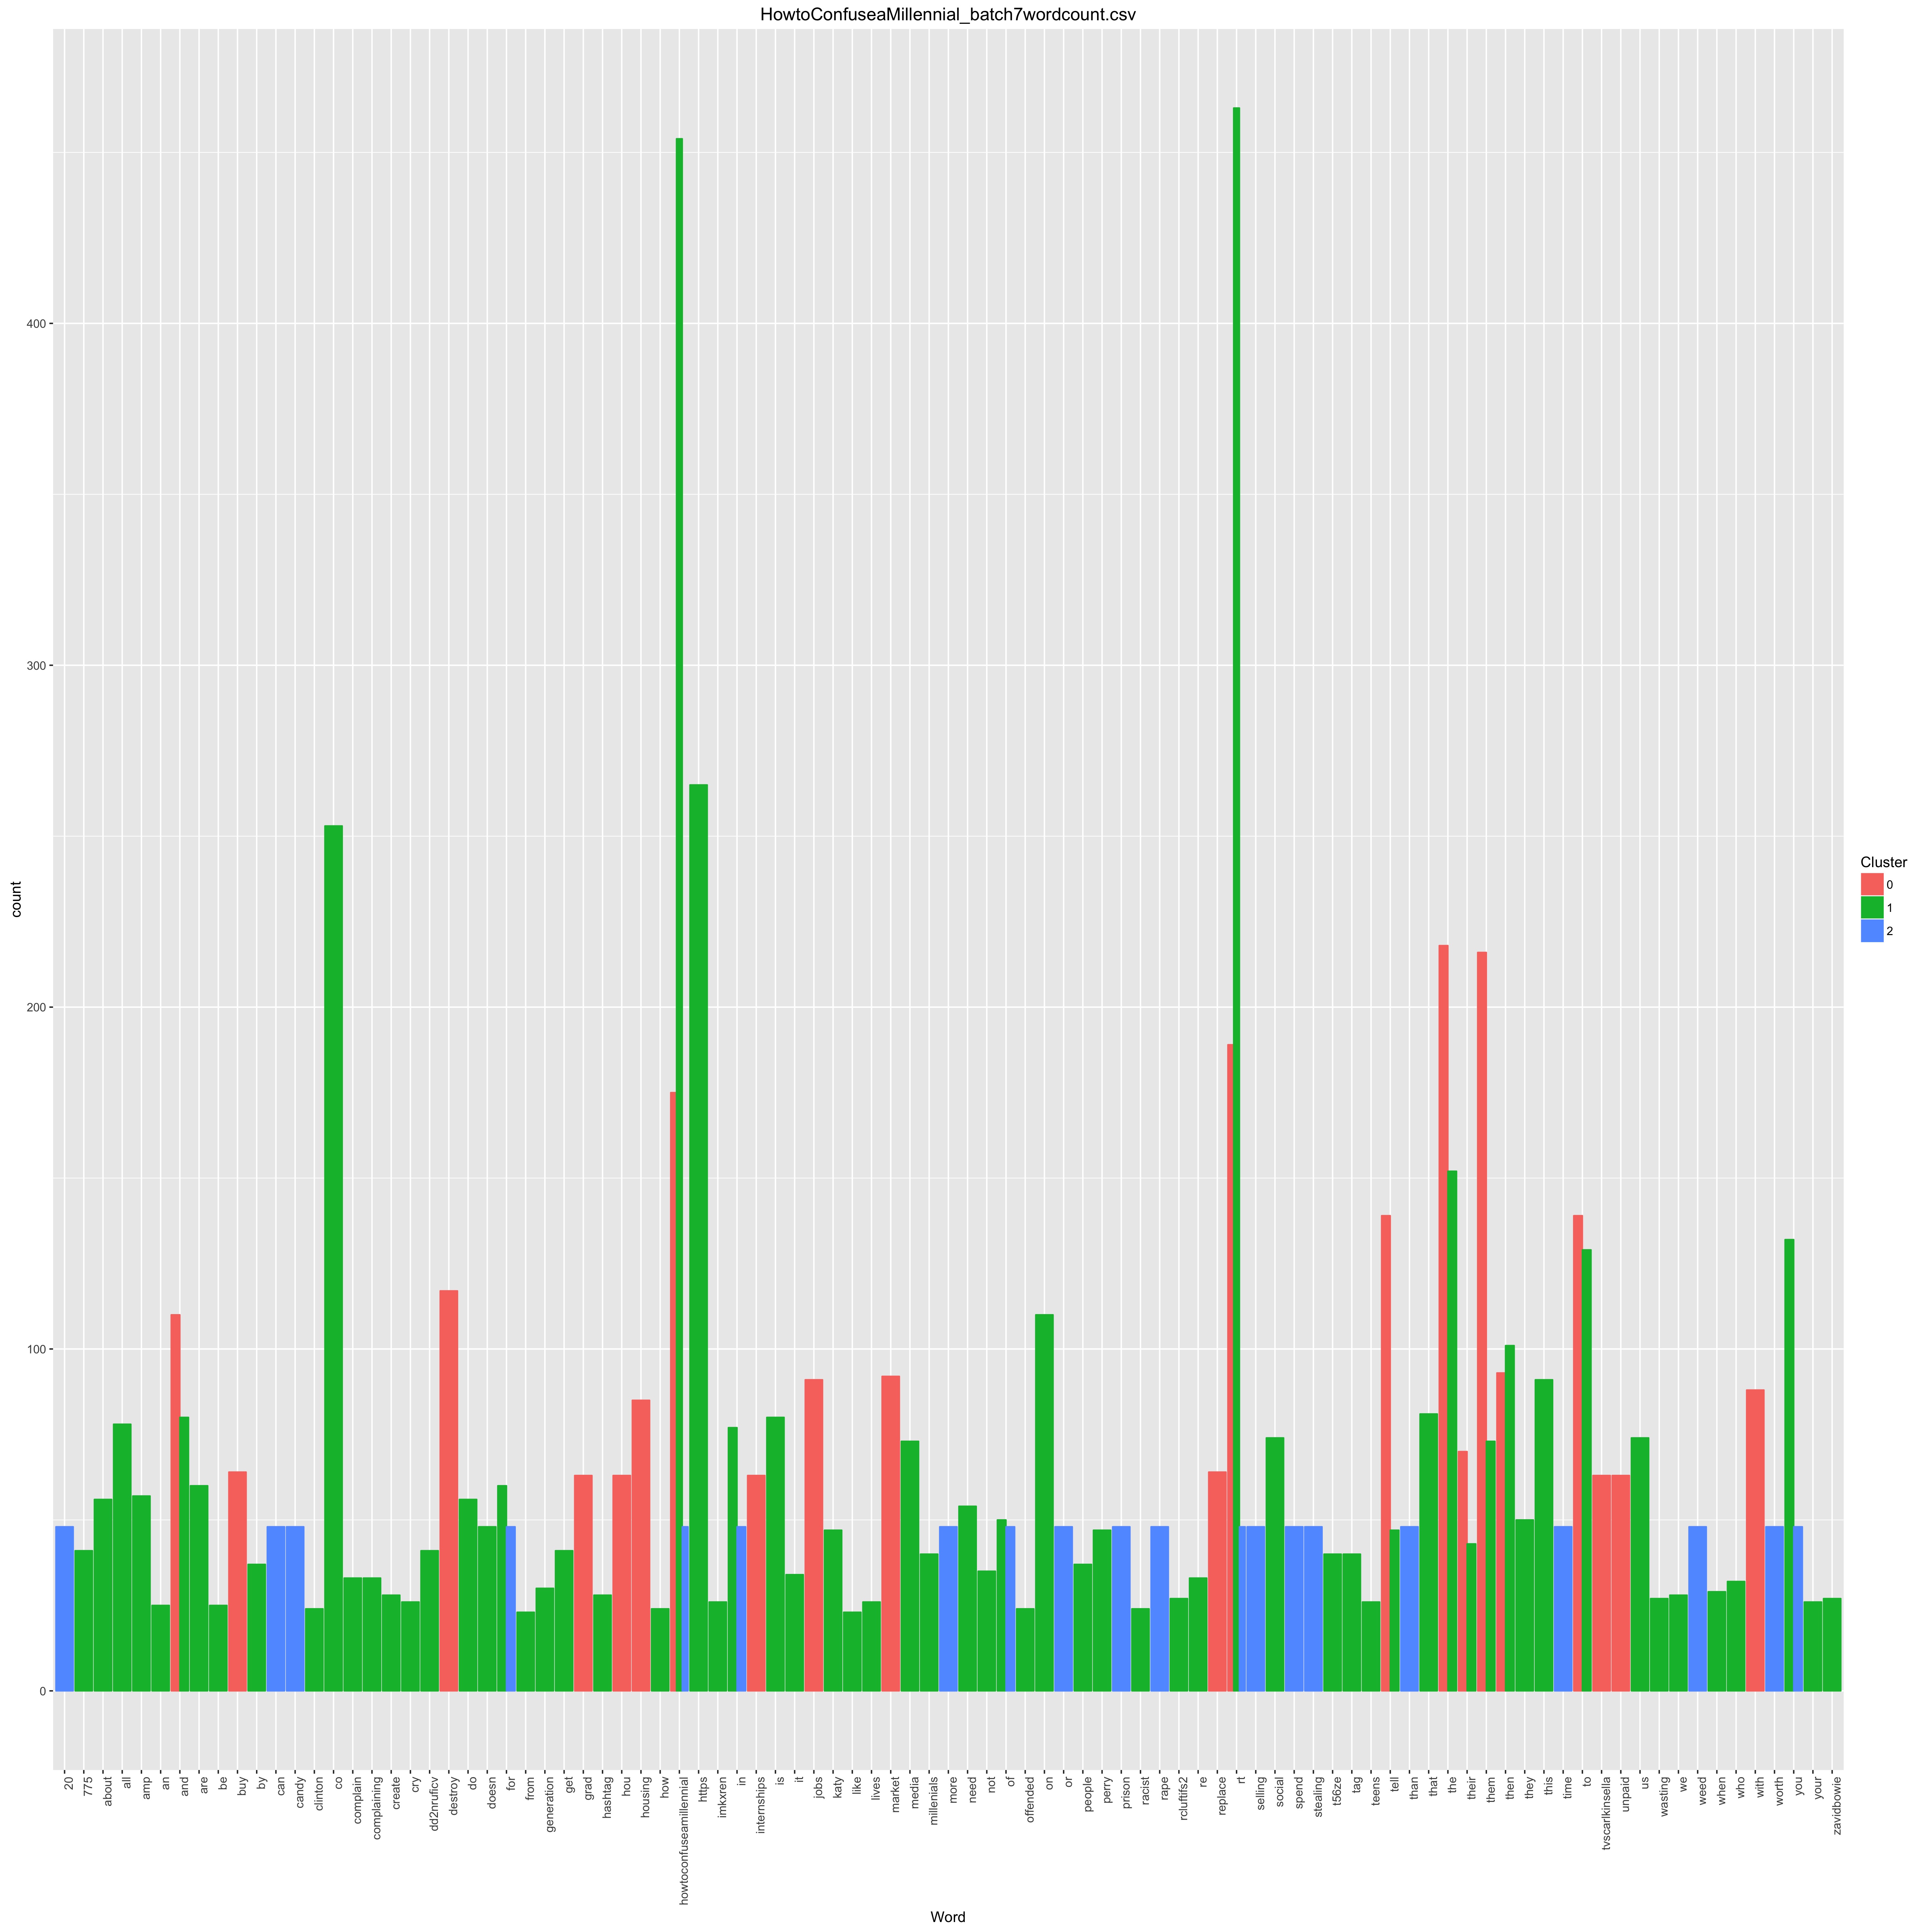 HowtoConfuseaMillennial_batch7wordcount.csv
count
400
300
200
100
0
Cluster
0
1
2
20
775
about
all
amp
an
and
are
be
buy
by
can
candy
clinton
co
complain
complaining
create
cry
dd2nruficv
destroy
do
doesn
for
from
generation
get
grad
hashtag
hou
housing
how
howtoconfuseamillennial
https
imkxren
in
internships
is
it
jobs
katy
like
lives
market
media
millenials
more
need
not
of
offended
on
or
people
perry
prison
racist
rape
rcluftifs2
re
replace
rt
selling
social
spend
stealing
t56ze
tag
teens
tell
than
that
the
their
them
then
they
this
time
to
tvscarlkinsella
unpaid
us
wasting
we
weed
when
who
with
worth
you
your
zavidbowie
Word